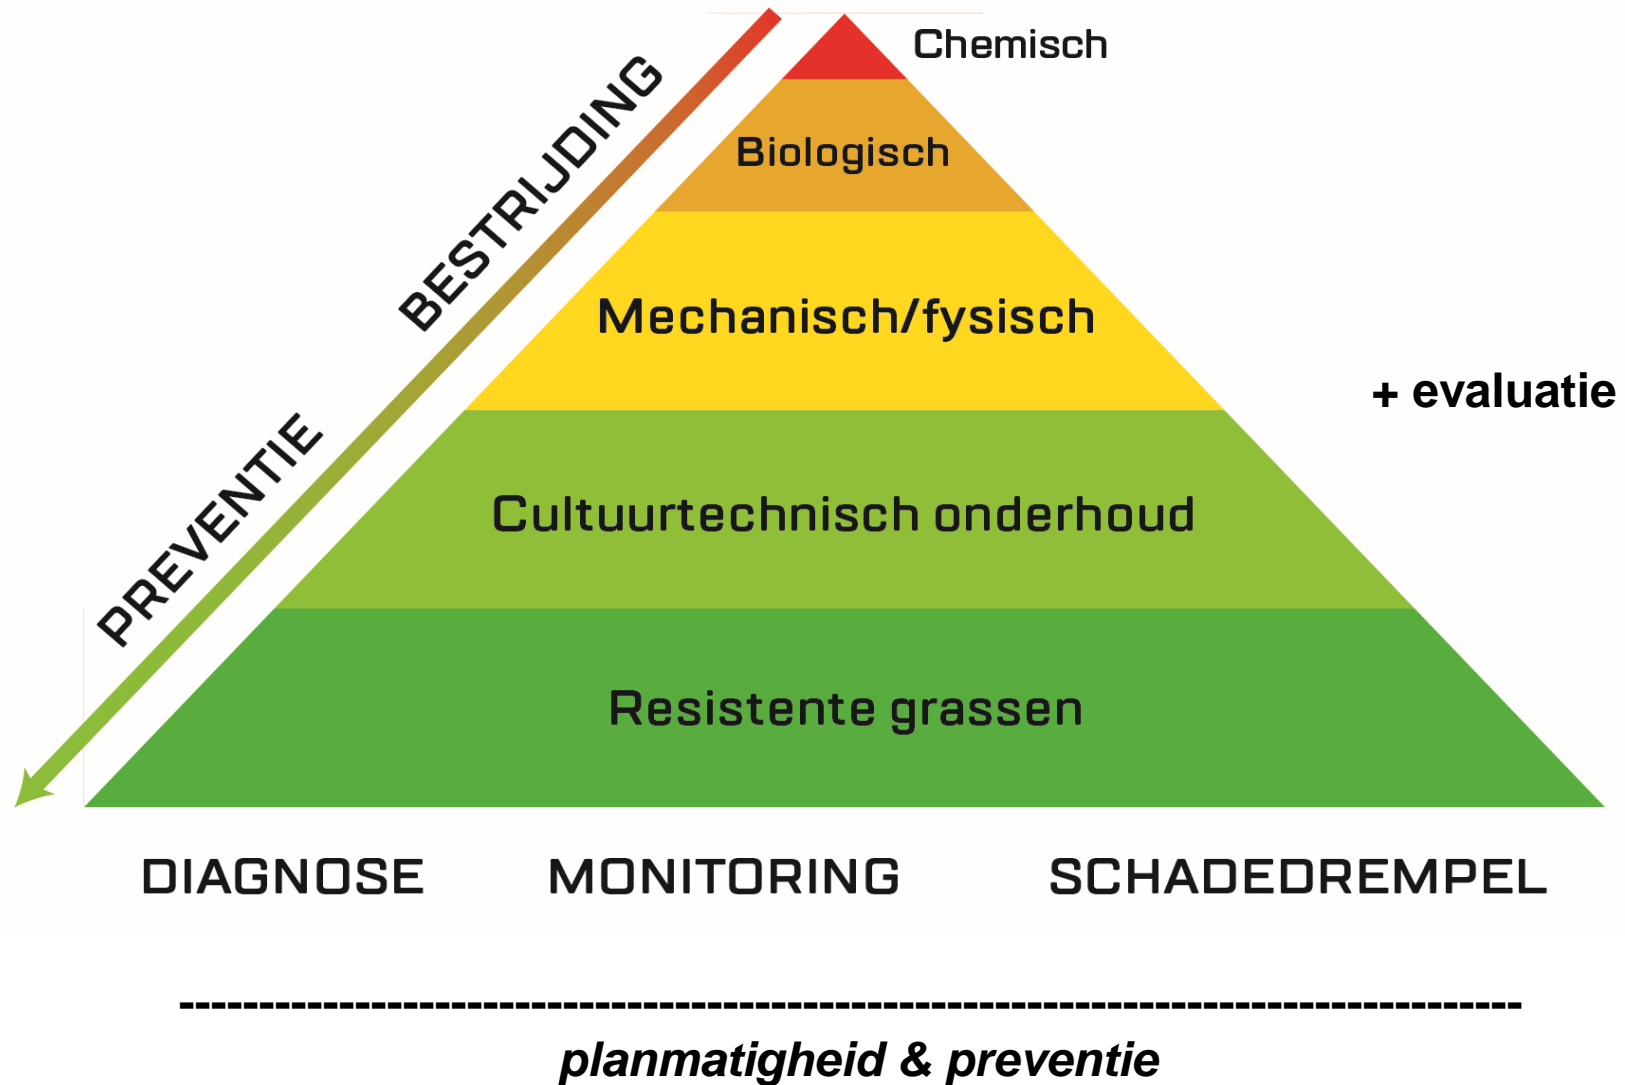 Chemisch
BESTRIJDING
Biologisch
Mechanisch/fysisch
+ evaluatie
PREVENTIE
Cultuurtechnisch onderhoud
Resistente grassen
DIAGNOSE MONITORING SCHADEDREMPEL
planmatigheid & preventie